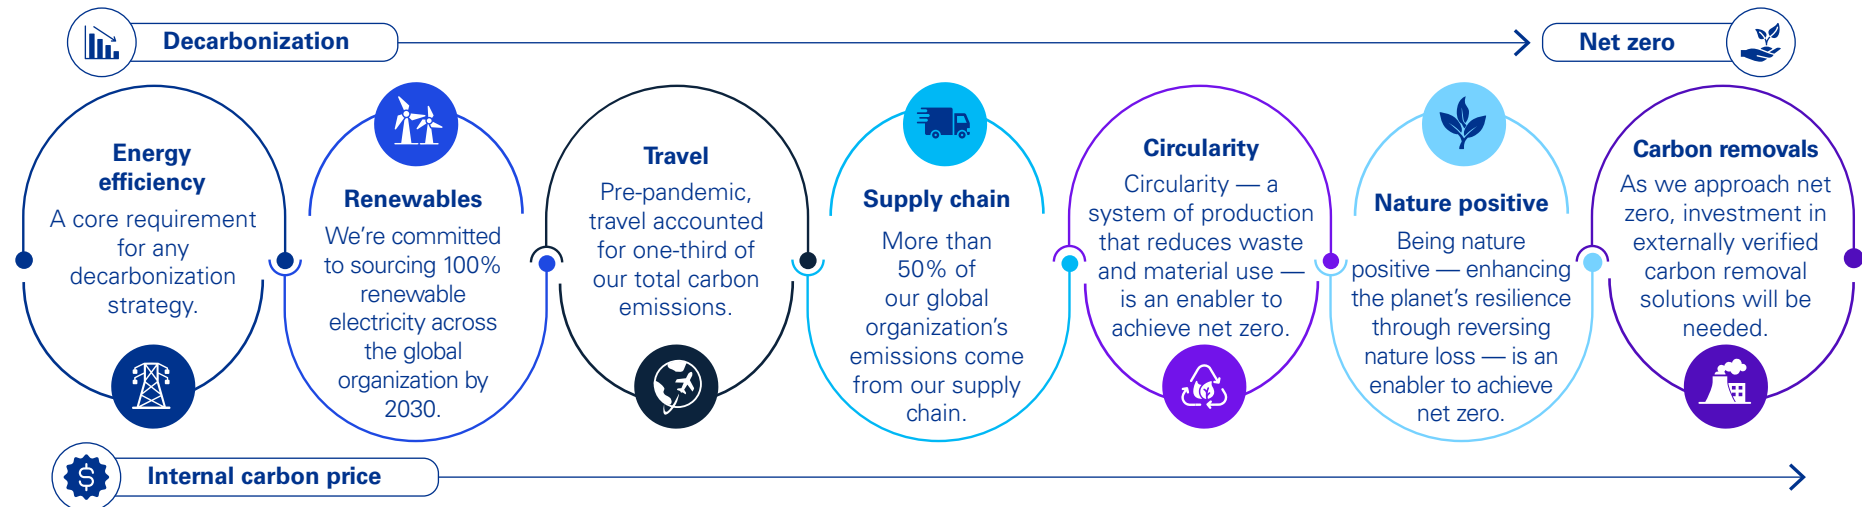 Decarbonization
Net zero
Energy
efficiency
A core requirement
for any
decarbonization
strategy.
Renewables
We’re committed
to sourcing 100%
renewable
electricity across
the global
organization by
2030.
Travel
Pre-pandemic,
travel accounted
for one-third of
our total carbon
emissions.
Supply chain
More than
50% of
our global
organization’s
emissions come
from our supply
chain.
Circularity
Circularity — a
system of production
that reduces waste
and material use —
is an enabler to
achieve net zero.
Nature positive
Being nature
positive — enhancing
the planet’s resilience
through reversing
nature loss — is an
enabler to achieve
net zero.
Carbon removals
As we approach net
zero, investment in
externally verified
carbon removal
solutions will be
needed.
$
Internal carbon price